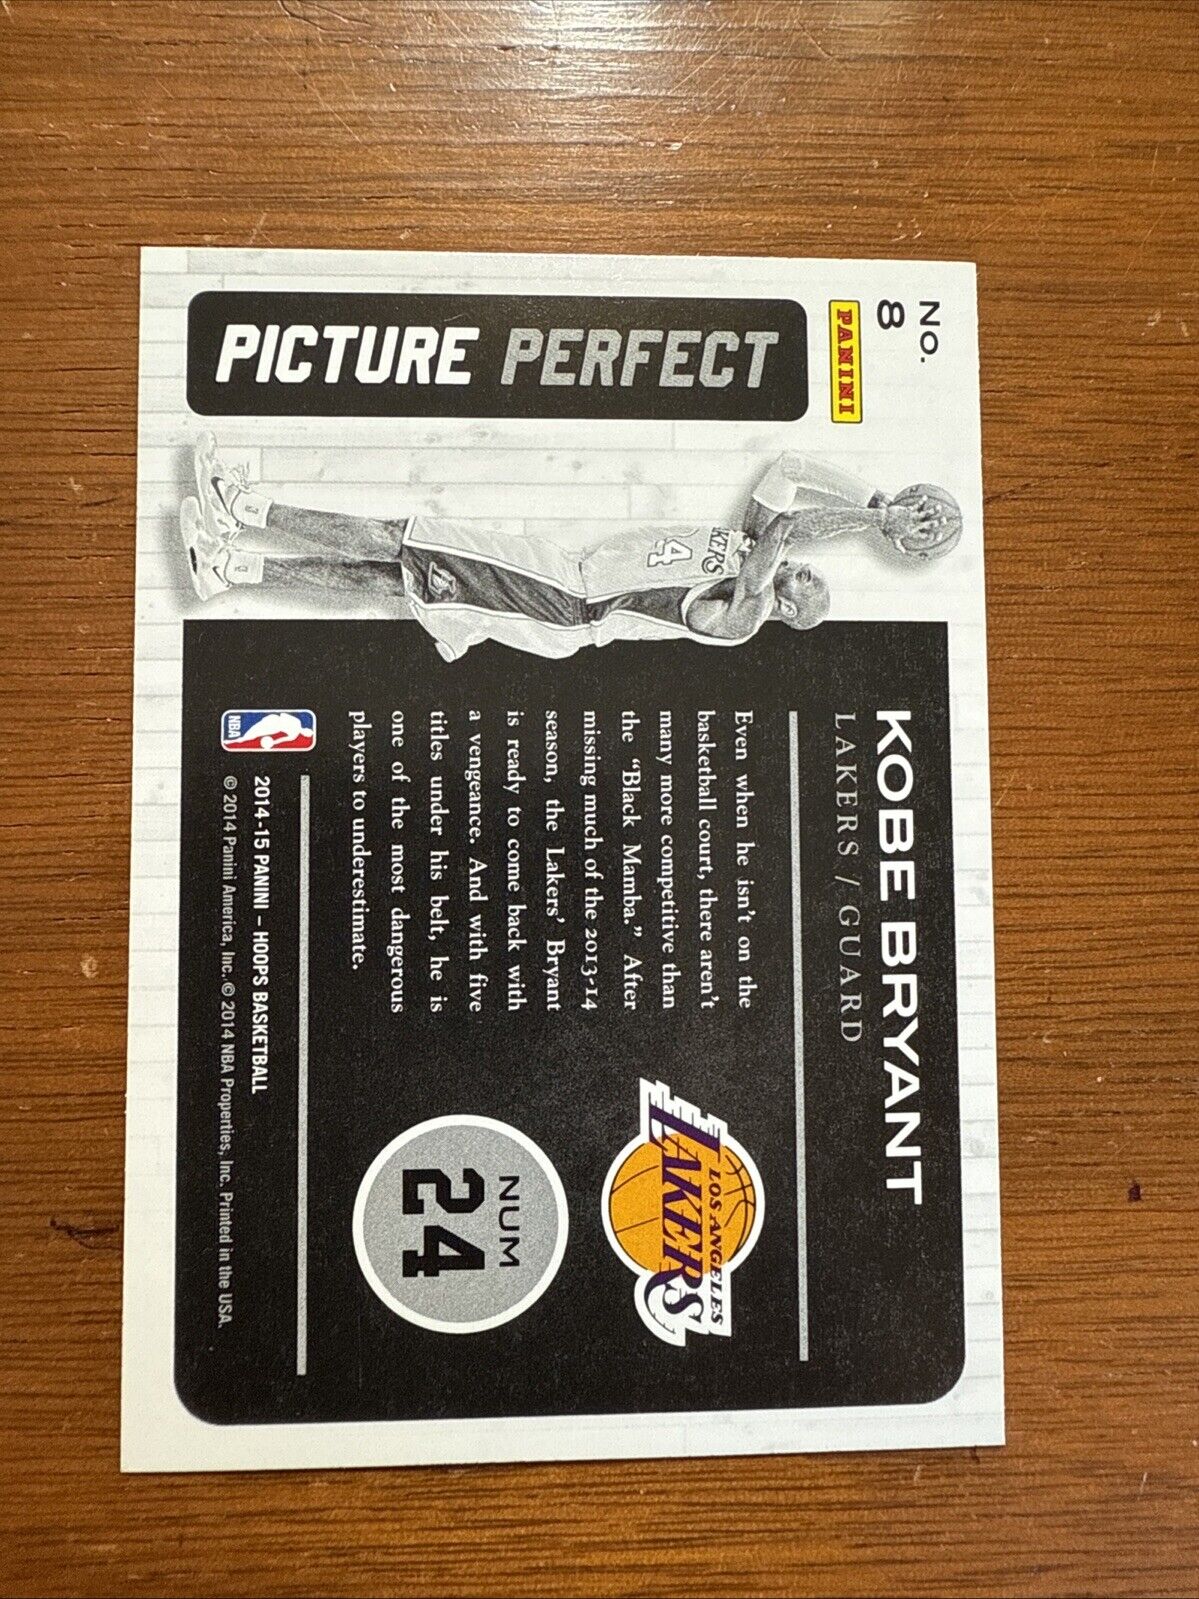 NO.
8
PANINI
PICTURE PERFECT
AKERS
24
KOBE BRYANT
LAKERS / GUARD
Even when he isn't on the
basketball court, there aren't
many more competitive than
the "Black Mamba." After
missing much of the 2013-14
season, the Lakers' Bryant
is ready to come back with
a vengeance. And with five
titles under his belt, he is
one of the most dangerous
players to underestimate.
LOS ANGELES
LAKERS
NUM
24
NBA
2014-15 PANINI – HOOPS BASKETBALL
© 2014 Panini America, Inc. © 2014 NBA Properties, Inc. Printed in the USA.